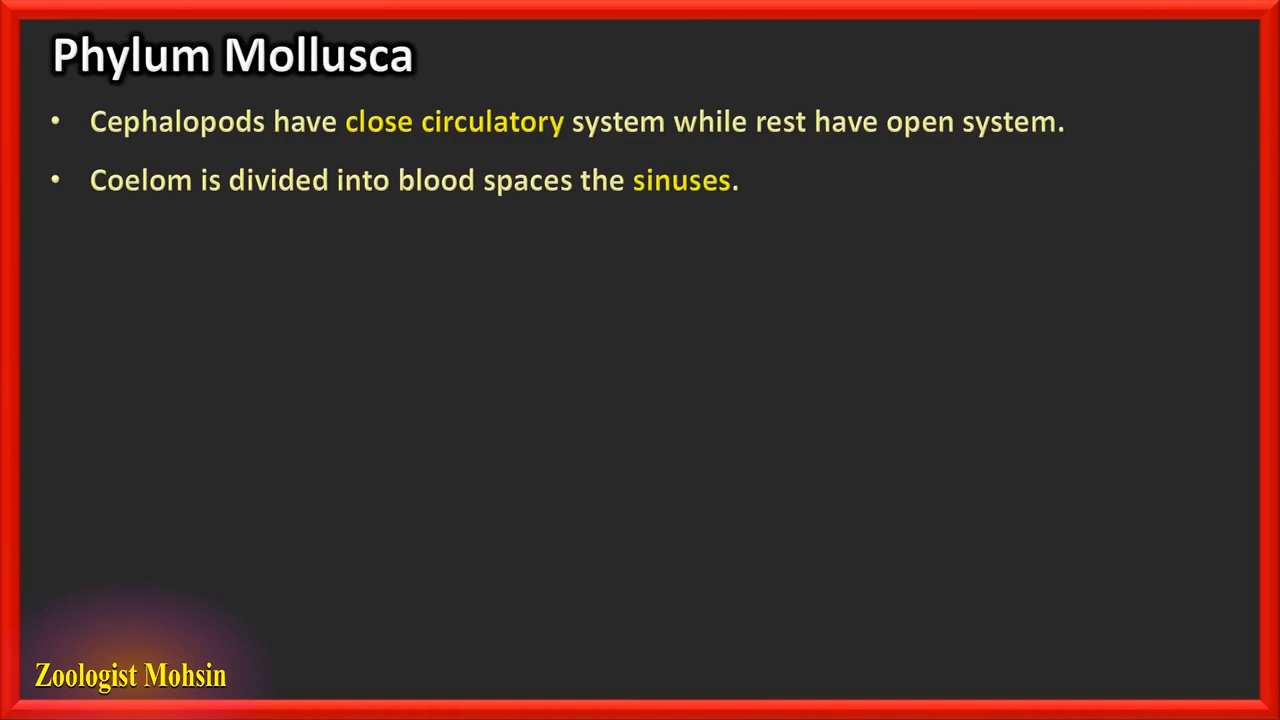 Phylum Mollusca
• Cephalopods have close circulatory system while rest have open system.
• Coelom is divided into blood spaces the sinuses.
Zoologist Mohsin